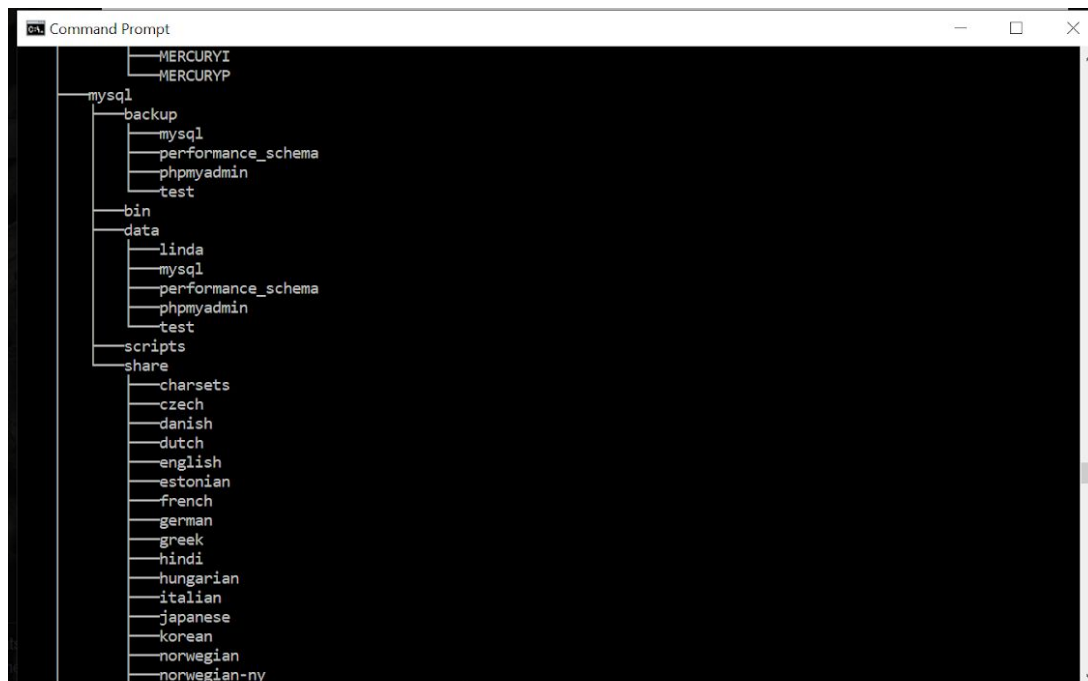 Command Prompt
MERCURYI
MERCURYP
mysql
backup
mysql
performance_schema
phpmyadmin
test
bin
data
linda
mysql
performance_schema
phpmyadmin
test
scripts
share
charsets
czech
danish
dutch
english
estonian
french
german
greek
hindi
hungarian
italian
japanese
korean
norwegian
norwegian-ny